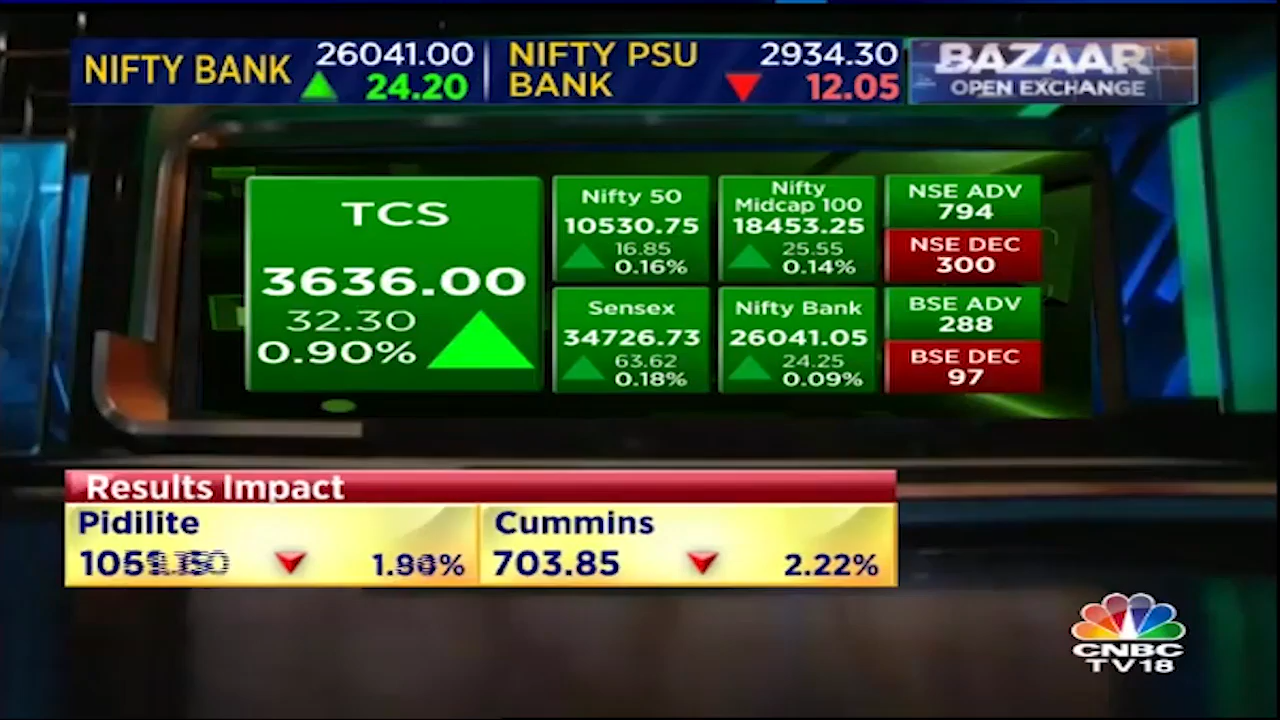 NIFTY BANK 26041.00 24.20
NIFTY PSU BANK 2934.30 12.05
BAZAAR
OPEN EXCHANGE
TCS
3636.00
32.30
0.90%
Nifty 50
10530.75
16.85
0.16%
Nifty
Midcap 100
18453.25
25.55
0.14%
NSE ADV
794
NSE DEC
300
Sensex
34726.73
63.62
0.18%
Nifty Bank
26041.05
24.25
0.09%
BSE ADV
288
BSE DEC
97
Results Impact
Pidilite
Cummins
703.85 2.22%
CNBC
TV18